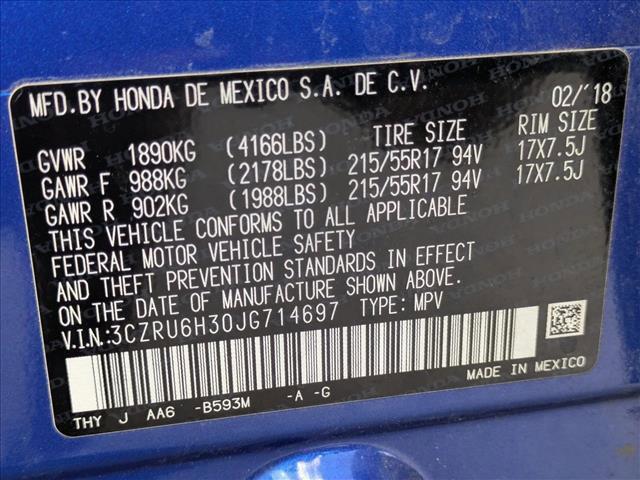 MFD.BY HONDA DE MEXICO S.A. DE C.V. 02/'18
TIRE SIZE RIM SIZE
GVWR 1890KG (4166LBS)
GAWR F 988KG (2178LBS) 215/55R17 94V 17X7.5J
GAWR R 902KG (1988LBS) 215/55R17 94V 17X7.5J
THIS VEHICLE CONFORMS TO ALL APPLICABLE
FEDERAL MOTOR VEHICLE SAFETY
AND THEFT PREVENTION STANDARDS IN EFFECT
ON THE DATE OF MANUFACTURE SHOWN ABOVE.
V.I.N:3CZRU6H30JG714697 TYPE: MPV
MADE IN MEXICO
THY J AA6 -B593M -A -G